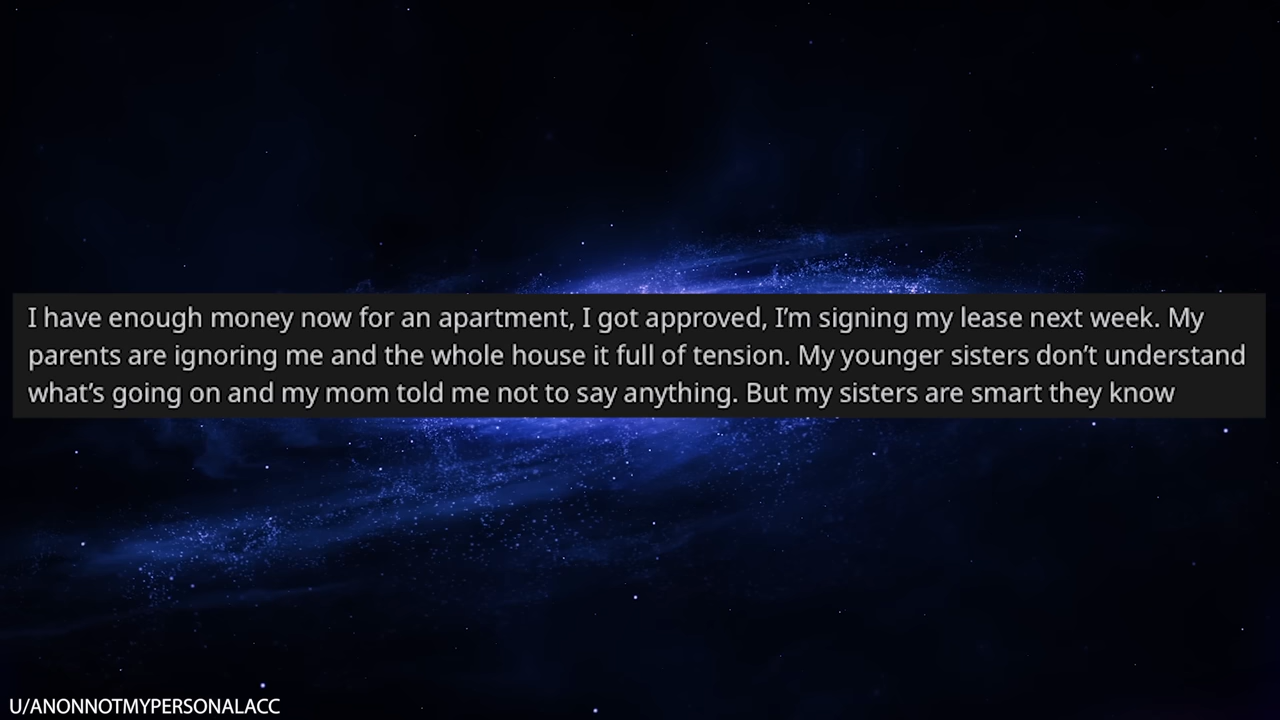 I have enough money now for an apartment, I got approved, I'm signing my lease next week. My
parents are ignoring me and the whole house it full of tension. My younger sisters don't understand
what's going on and my mom told me not to say anything. But my sisters are smart they know
U/ANONNOTMYPERSONALACC